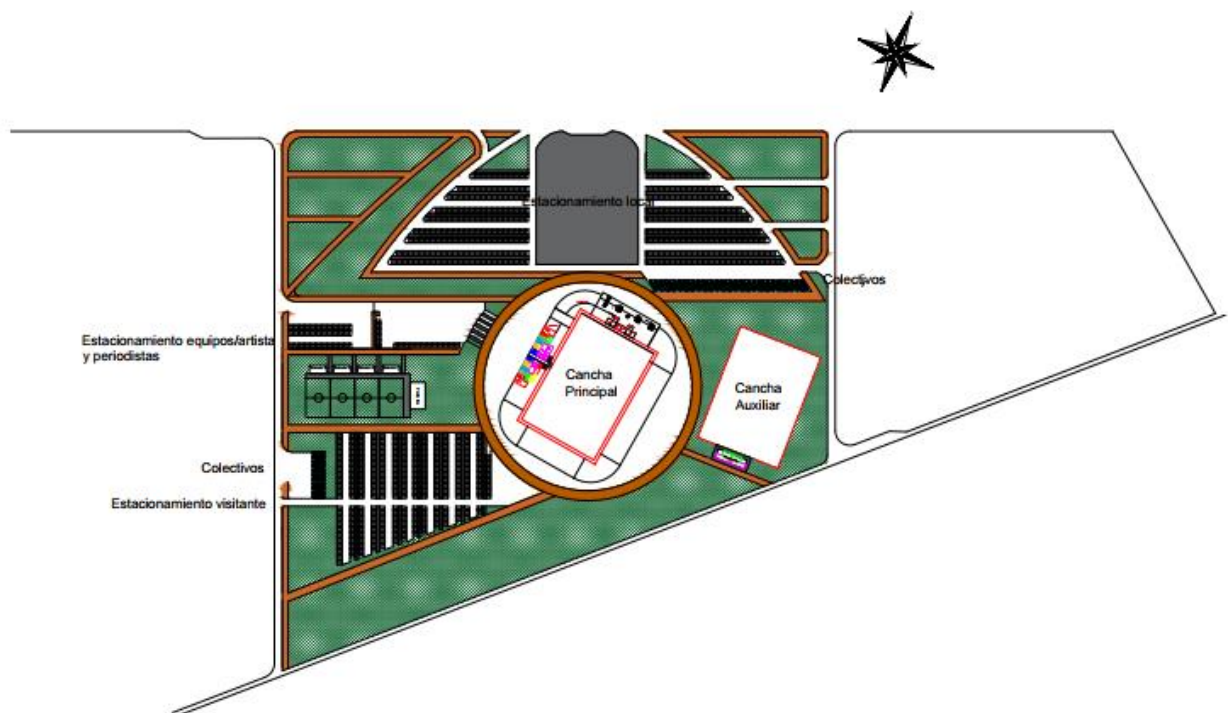 Estacionamiento local
Colectivos
Estacionamiento equipos/artista
y periodistas
Cancha
Principal
Cancha
Auxiliar
Colectivos
Estacionamiento visitante